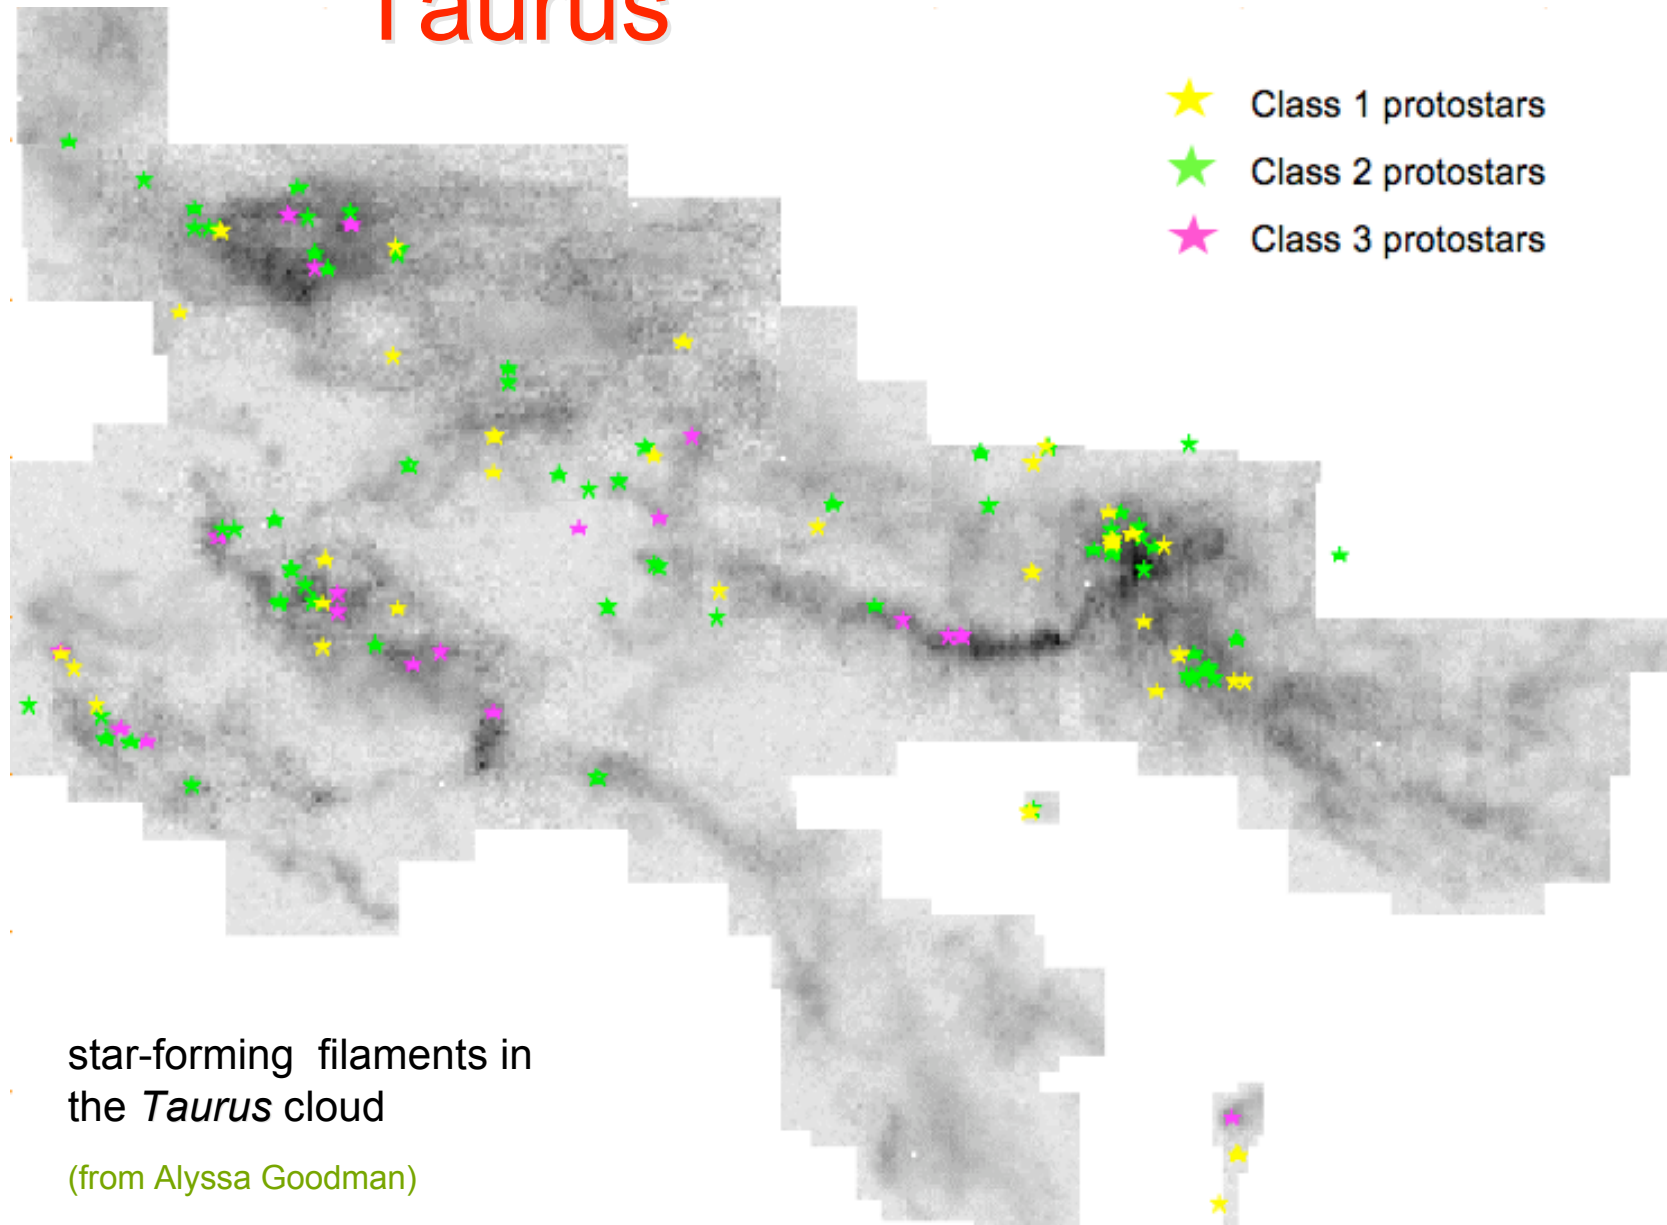 Taurus
Class 1 protostars
Class 2 protostars
Class 3 protostars
star-forming filaments in
the Taurus cloud
(from Alyssa Goodman)